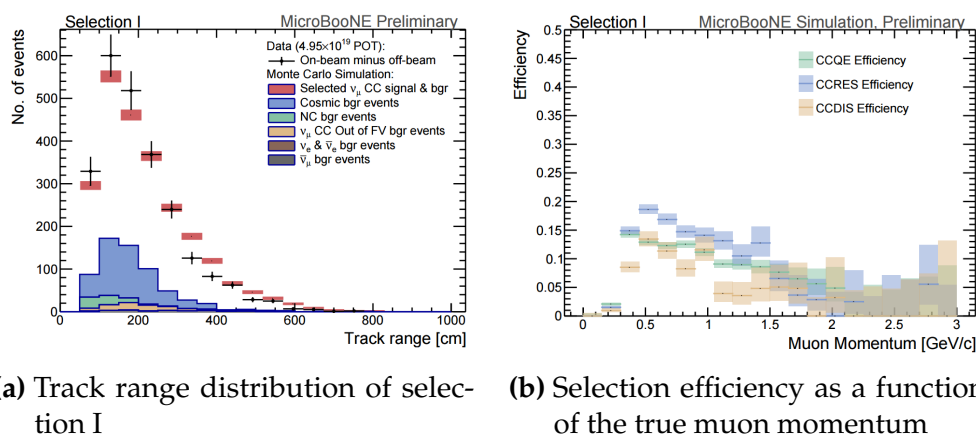 Selection I
MicroBooNE Preliminary
No. of events
600
500
400
300
200
100
0
0
200
400
600
800
1000
Track range [cm]
Data (4.95×10¹⁹ POT):
On-beam minus off-beam
Monte Carlo Simulation:
Selected νμ CC signal & bgr
Cosmic bgr events
NC bgr events
νμ CC Out of FV bgr events
νe & ν̄e bgr events
ν̄μ bgr events
(a) Track range distribution of selec-
tion I
Selection I
MicroBooNE Simulation, Preliminary
Efficiency
0.5
0.45
0.4
0.35
0.3
0.25
0.2
0.15
0.1
0.05
0
0
0.5
1
1.5
2
2.5
3
Muon Momentum [GeV/c]
CCQE Efficiency
CCRES Efficiency
CCDIS Efficiency
(b) Selection efficiency as a function
of the true muon momentum